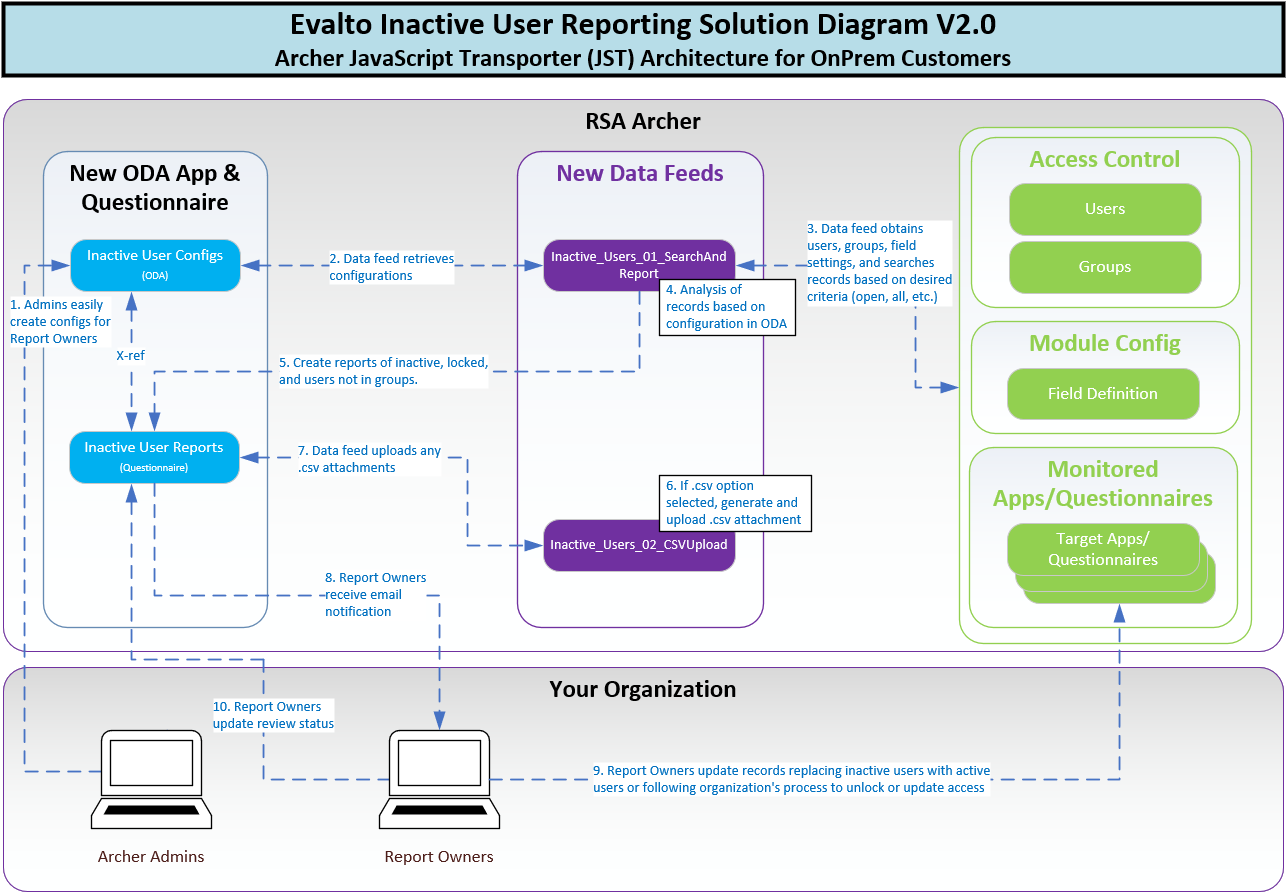 Evalto Inactive User Reporting Solution Diagram V2.0
Archer JavaScript Transporter (JST) Architecture for OnPrem Customers
RSA Archer
New ODA App &
Questionnaire
Inactive User Configs
(ODA)
1. Admins easily
create configs for
Report Owners
X-ref
Inactive User Reports
(Questionnaire)
2. Data feed retrieves
configurations
New Data Feeds
Inactive_Users_01_SearchAnd
Report
3. Data feed obtains
users, groups, field
settings, and searches
records based on desired
criteria (open, all, etc.)
4. Analysis of
records based on
configuration in ODA
5. Create reports of inactive, locked,
and users not in groups.
6. If .csv option
selected, generate and
upload .csv attachment
Inactive_Users_02_CSVUpload
7. Data feed uploads any
.csv attachments
8. Report Owners
receive email
notification
Access Control
Users
Groups
Module Config
Field Definition
Monitored
Apps/Questionnaires
Target Apps/
Questionnaires
Your Organization
10. Report Owners
update review status
9. Report Owners update records replacing inactive users with active
users or following organization's process to unlock or update access
Archer Admins
Report Owners